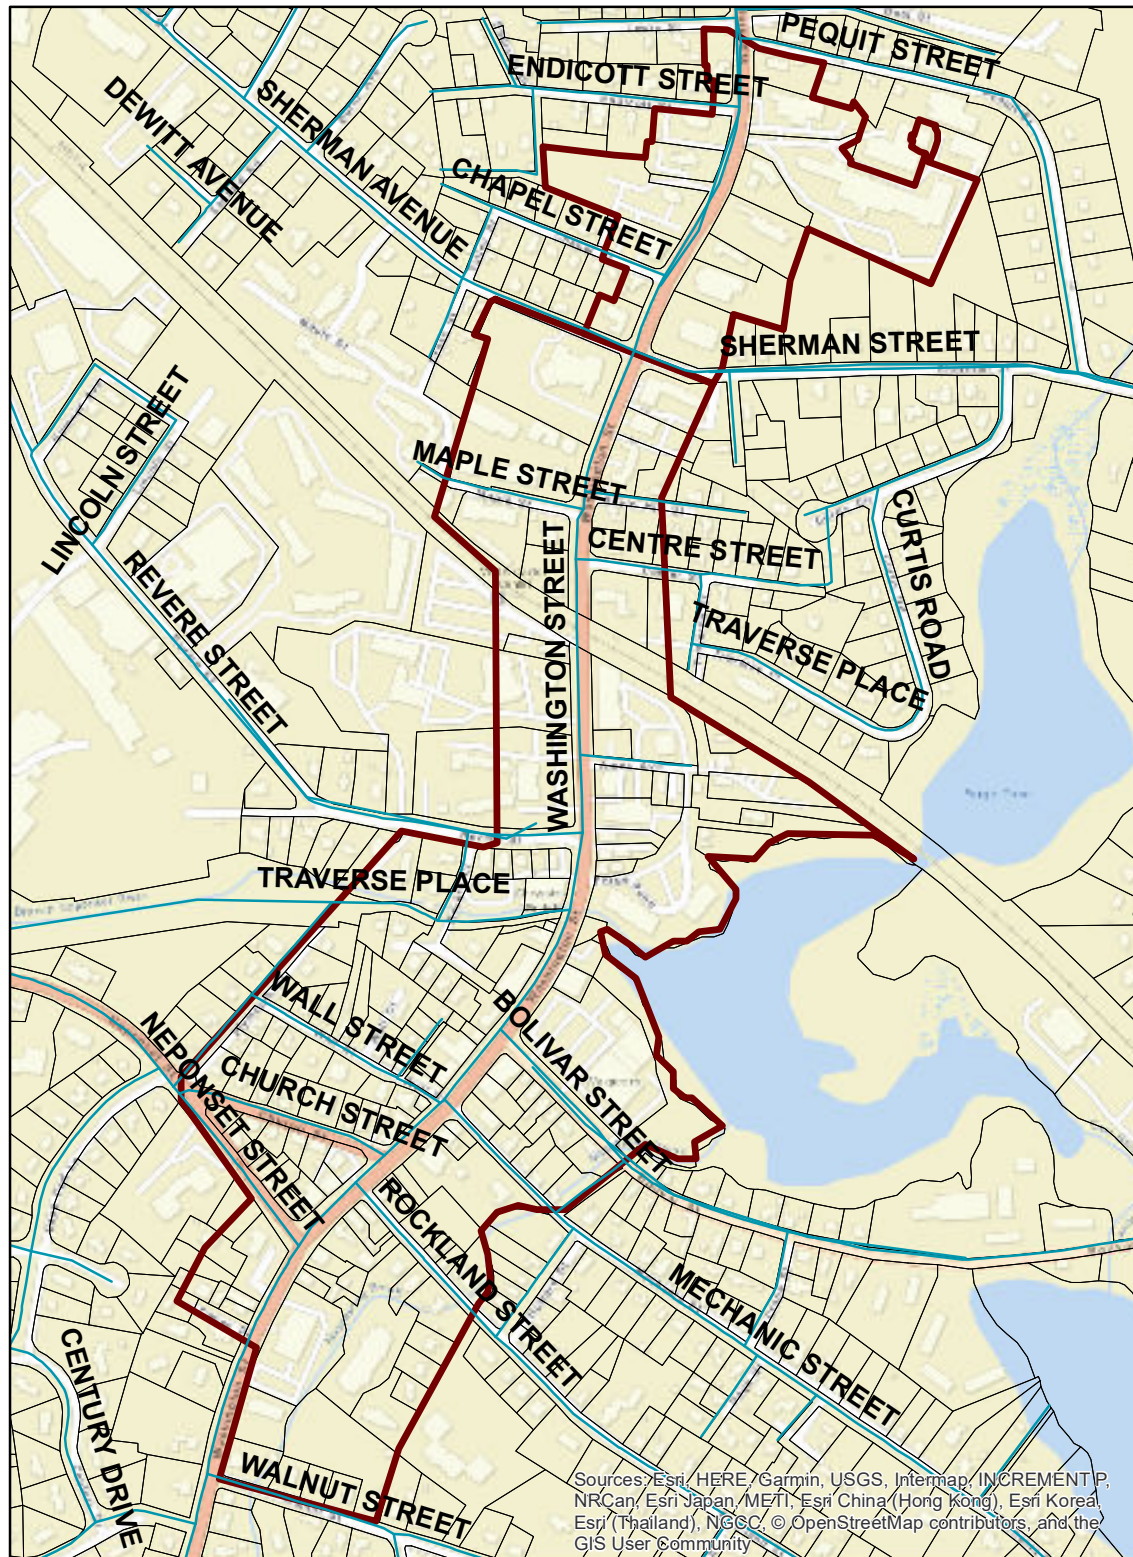 PEQUIT STREET
ENDICOTT STREET
DEWITT AVENUE
SHERMAN AVENUE
CHAPEL STREET
SHERMAN STREET
LINCOLN STREET
MAPLE STREET
CENTRE STREET
CURTIS ROAD
REVERE STREET
WASHINGTON STREET
TRAVERSE PLACE
TRAVERSE PLACE
WALL STREET
BOLIVAR STREET
NEPONSET STREET
CHURCH STREET
ROCKLAND STREET
MECHANIC STREET
CENTURY DRIVE
WALNUT STREET
Sources: Esri, HERE, Garmin, USGS, Intermap, INCREMENT P,
NRCan, Esri Japan, METI, Esri China (Hong Kong), Esri Korea,
Esri (Thailand), NGCC, © OpenStreetMap contributors, and the
GIS User Community